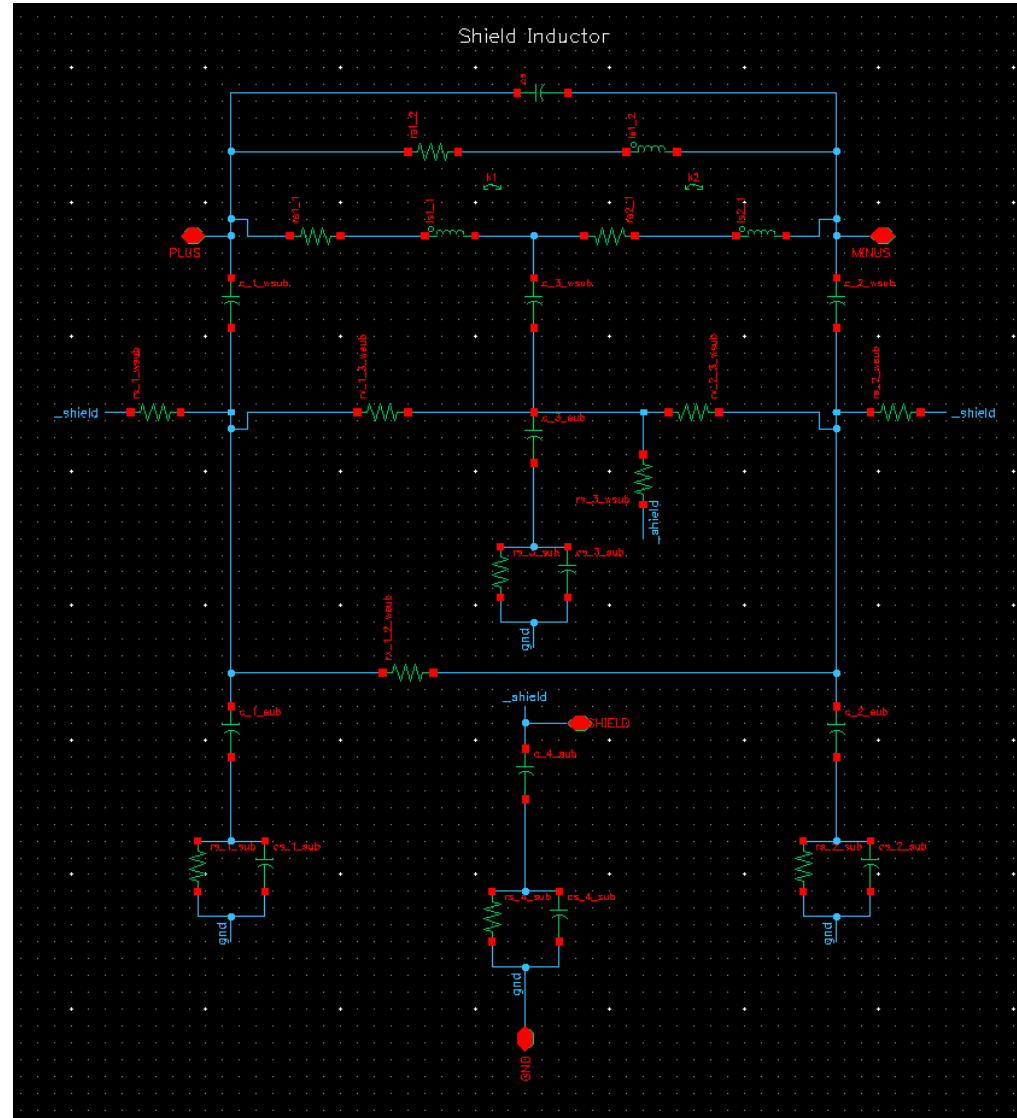 Shield Inductor
cs
rs1_2
ls1_2
k1
k2
rs1_1
ls1_1
rs2_1
ls2_1
PLUS
MINUS
c_1_wsub
c_3_wsub
c_2_wsub
rs_1_wsub
rx_1_3_wsub
rx_2_3_wsub
rs_2_wsub
_shield
_shield
c_3_sub
rs_3_wsub
_shield
rs_3_sub
cs_3_sub
gnd
rx_1_2_wsub
_shield
SHIELD
c_1_sub
c_2_sub
c_4_sub
rs_1_sub
cs_1_sub
rs_2_sub
cs_2_sub
rs_4_sub
cs_4_sub
gnd
gnd
gnd
GND